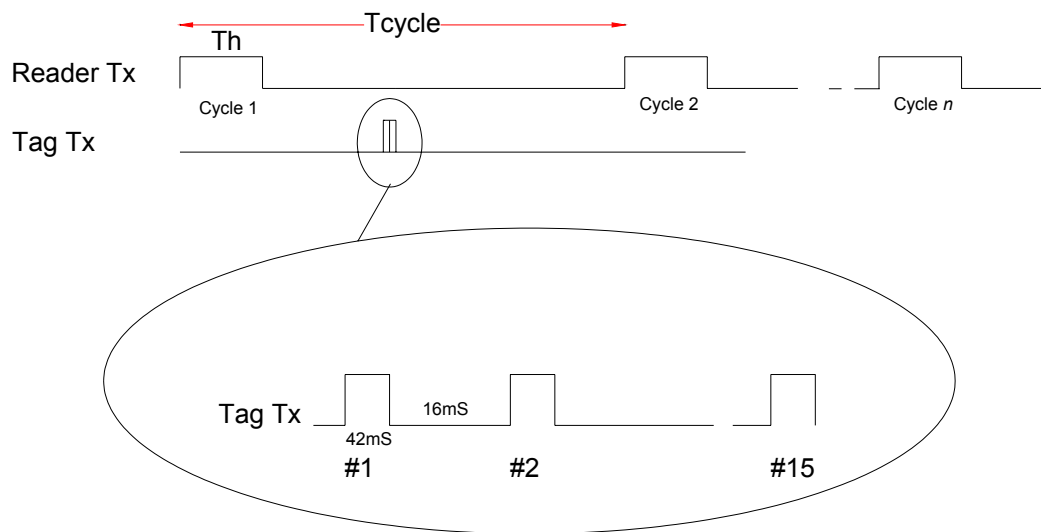 Tcycle
Th
Reader Tx
Cycle 1
Cycle 2
Cycle n
Tag Tx
Tag Tx
16mS
42mS
#1
#2
#15